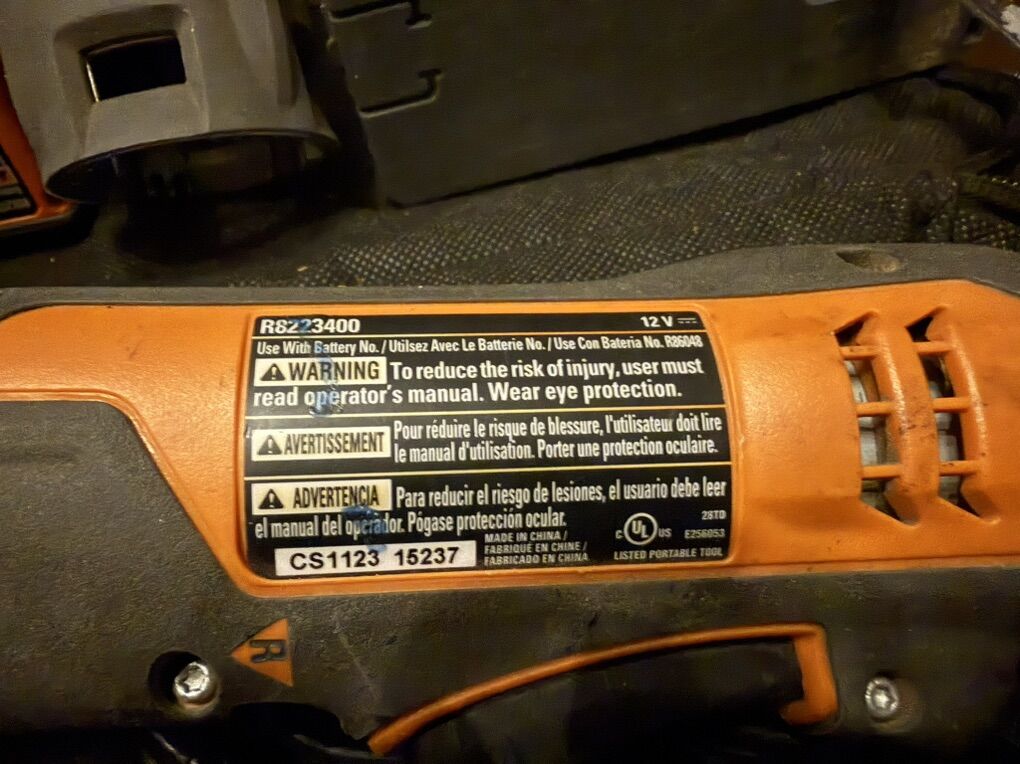 R8223400 12 V
Use With Battery No. / Utilsez Avec Le Batterie No. / Use Con Bateria No. R86048
WARNING To reduce the risk of injury, user must
read operator's manual. Wear eye protection.
AVERTISSEMENT Pour réduire le risque de blessure, l'utilisateur doit lire
le manual d'utilisation. Porter une protection oculaire.
ADVERTENCIA Para reducir el riesgo de lesiones, el usuario debe leer
el manual del operador. Pógase protección ocular.
CS1123 15237
MADE IN CHINA /
FABRIQUÉ EN CHINE /
FABRICADO EN CHINA
C UL US
28TD
E256053
LISTED PORTABLE TOOL
R